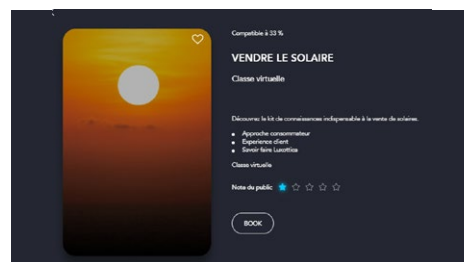 Compatible à 33 %
VENDRE LE SOLAIRE
Classe virtuelle
Découvrez le kit de connaissances indispensable à la vente de solaires.
Approche consommateur
Experience client
Savoir faire Luxottica
Classe virtuelle
Note du public
BOOK